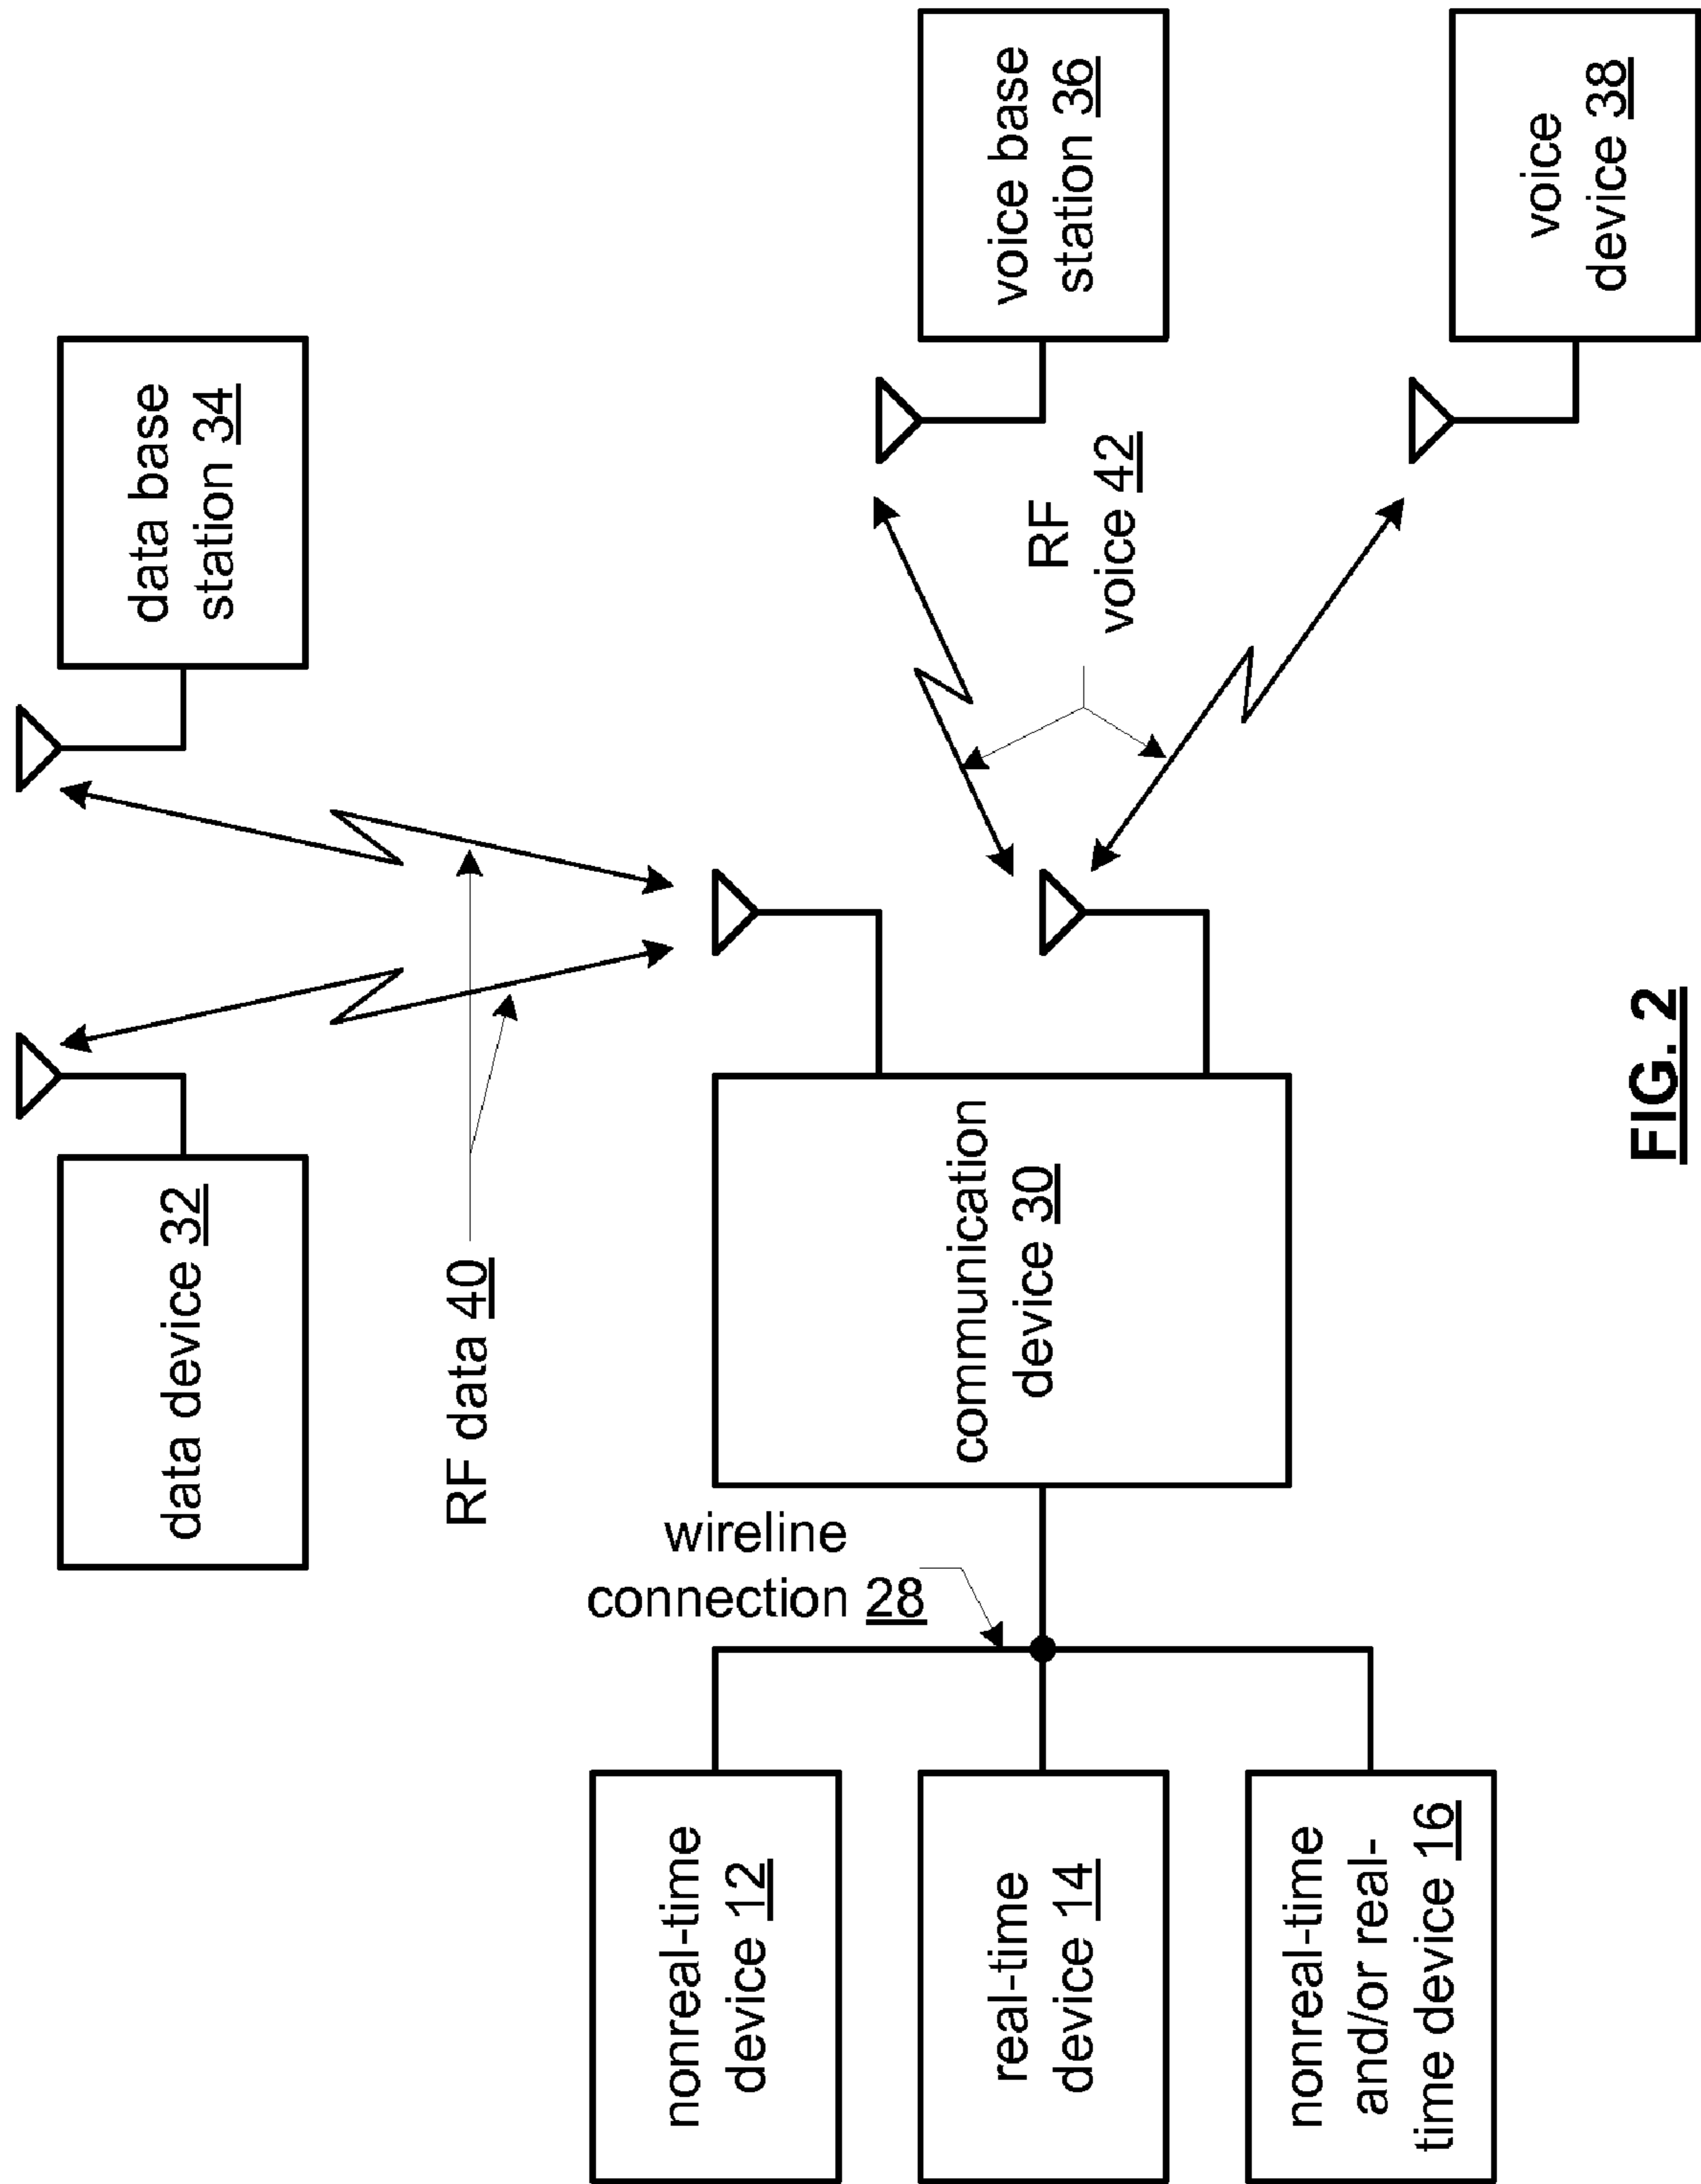 data device 32
data base
station 34
RF data 40
wireline
connection 28
nonreal-time
device 12
real-time
device 14
nonreal-time
and/or real-
time device 16
communication
device 30
RF
voice 42
voice base
station 36
voice
device 38
FIG. 2